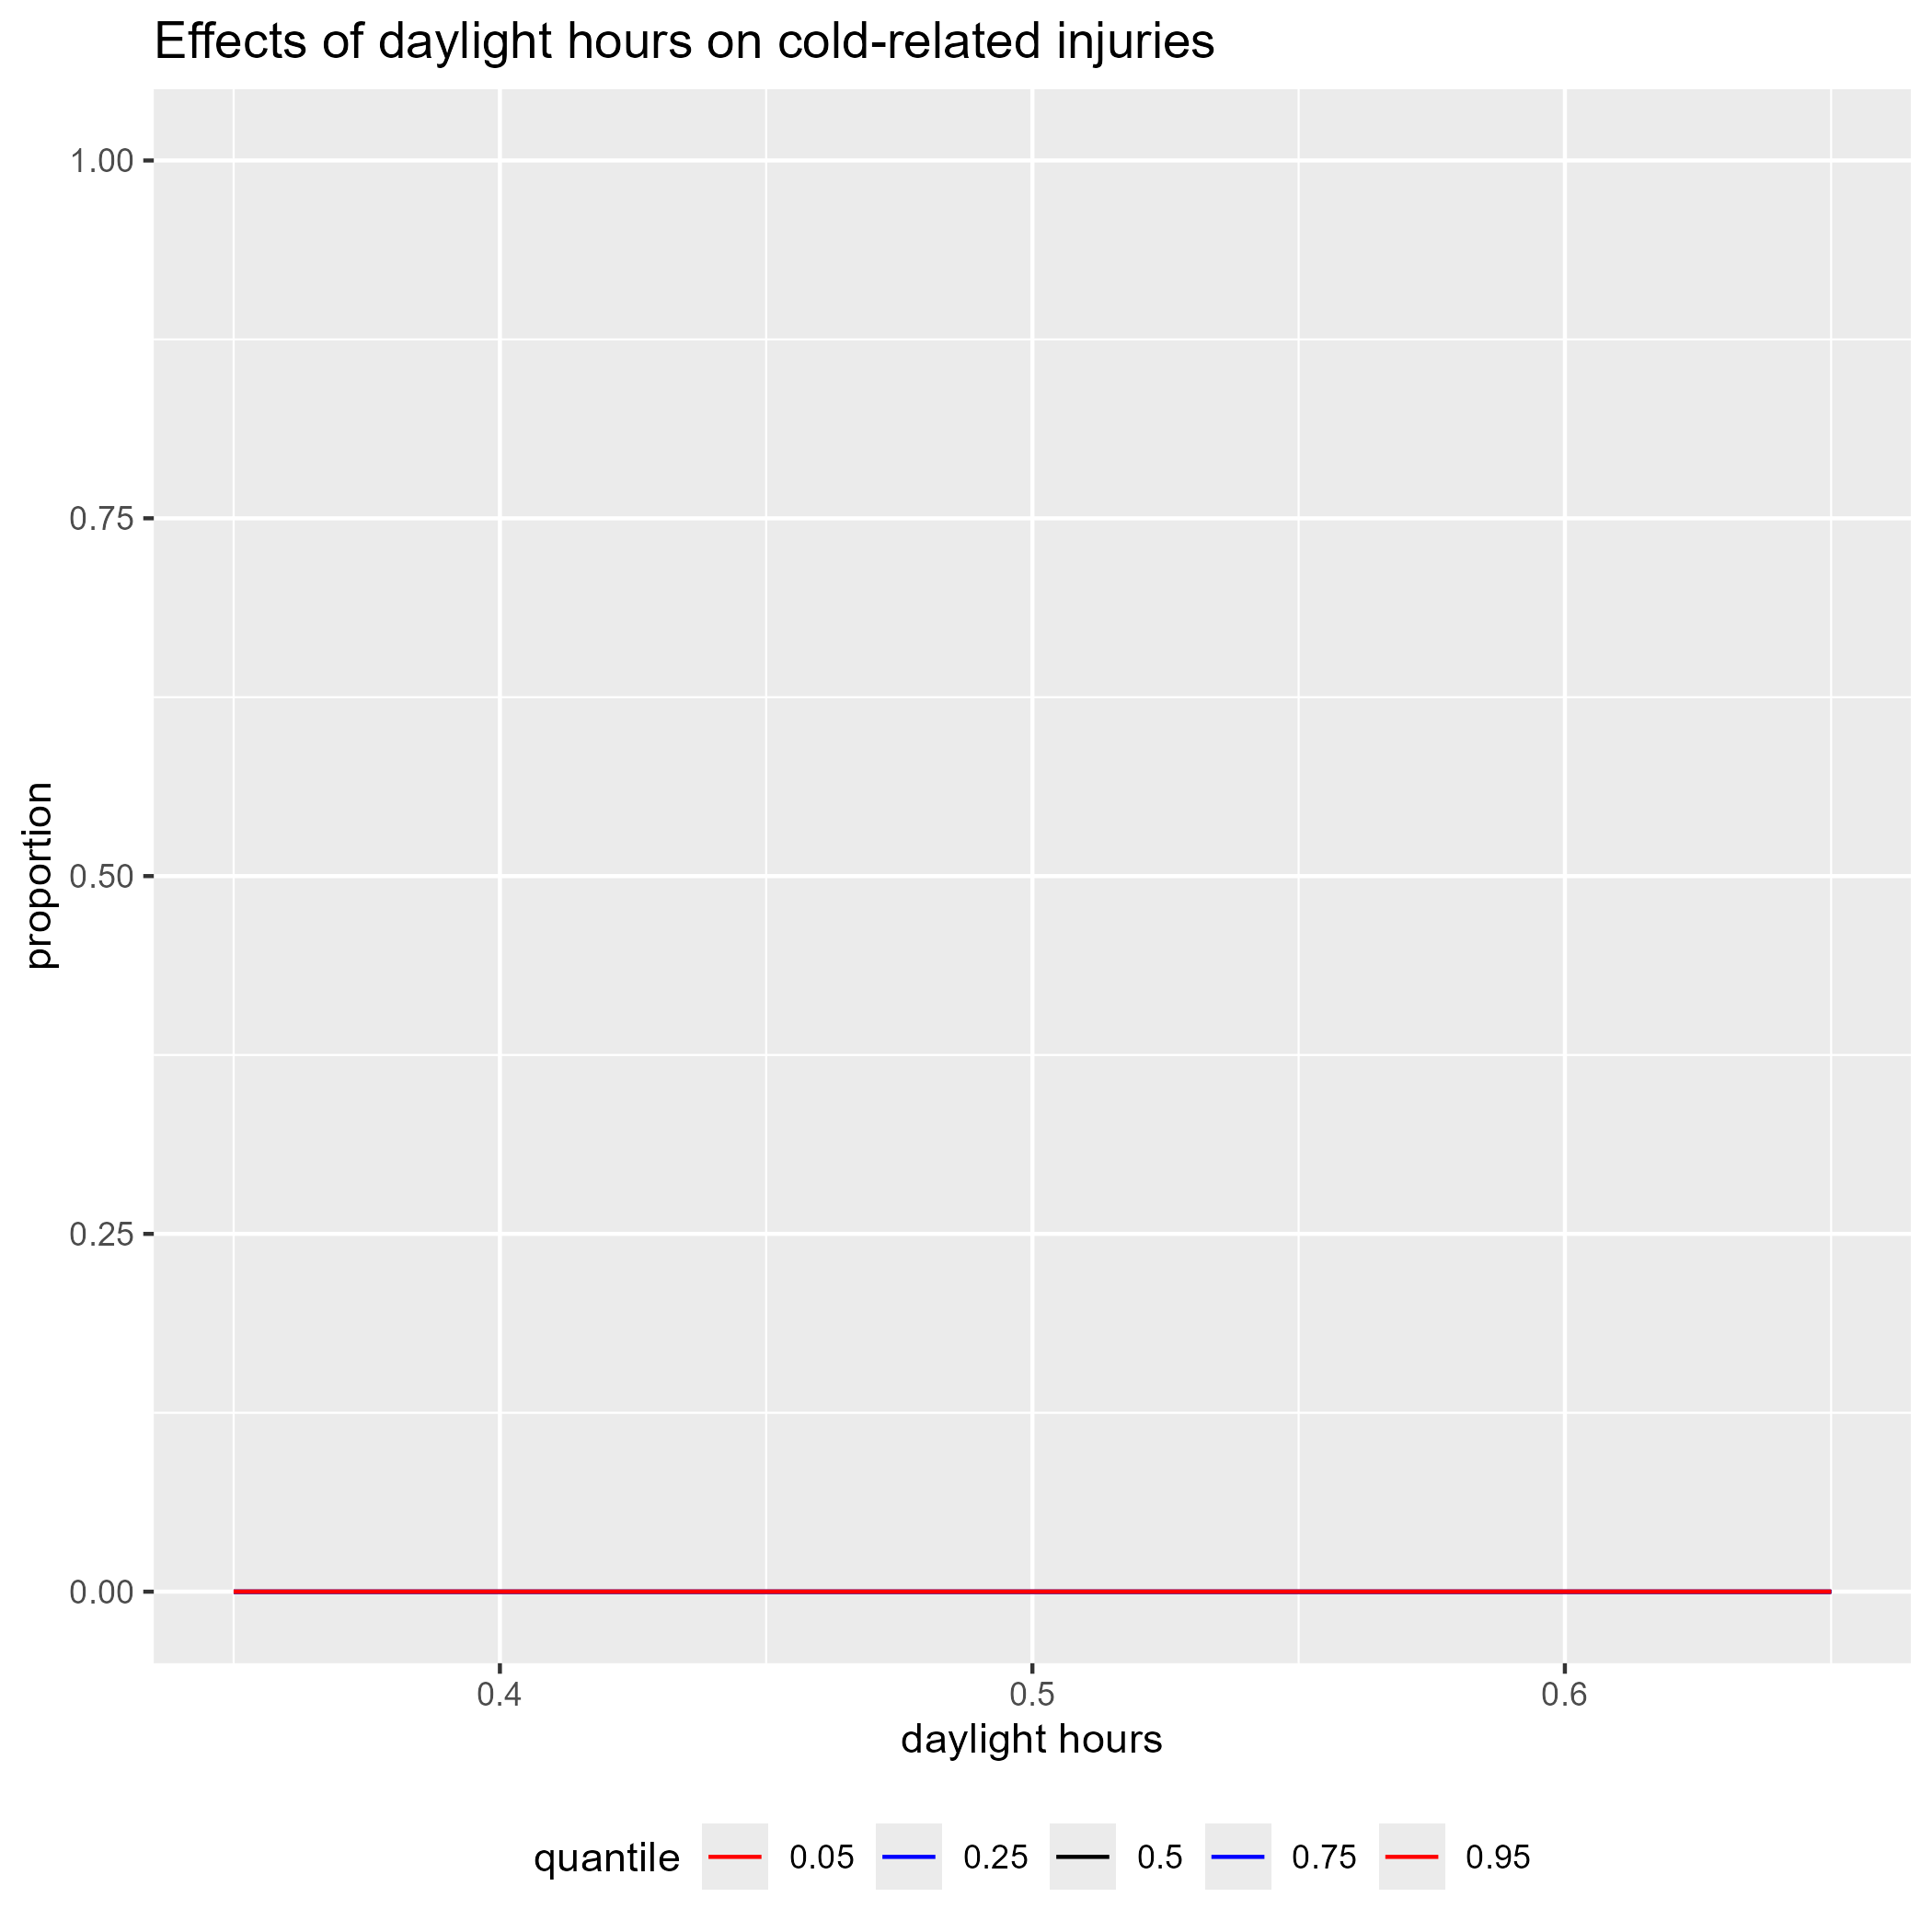 Effects of daylight hours on cold-related injuries
1.00
0.75
0.50
0.25
0.00
proportion
0.4 0.5 0.6
daylight hours
quantile 0.05 0.25 0.5 0.75 0.95